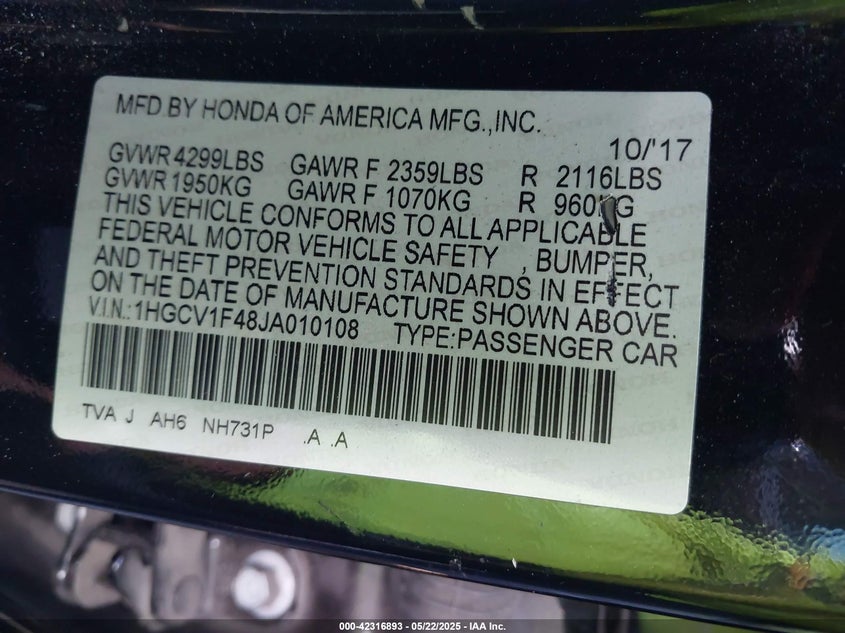 MFD.BY HONDA OF AMERICA MFG.,INC.
10/'17
GVWR 4299LBS GAWR F 2359LBS R 2116LBS
GVWR 1950KG GAWR F 1070KG R 960KG
THIS VEHICLE CONFORMS TO ALL APPLICABLE
FEDERAL MOTOR VEHICLE SAFETY , BUMPER,
AND THEFT PREVENTION STANDARDS IN EFFECT
ON THE DATE OF MANUFACTURE SHOWN ABOVE.
V.I.N.:1HGCV1F48JA010108 TYPE:PASSENGER CAR
TVA J AH6 NH731P .A .A
000-42316893 | 05/22/2025 | IAA Inc.